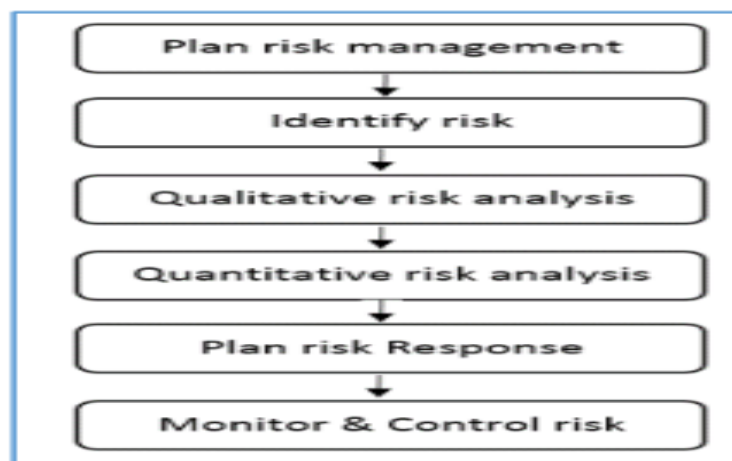 Plan risk management
Identify risk
Qualitative risk analysis
Quantitative risk analysis
Plan risk Response
Monitor & Control risk